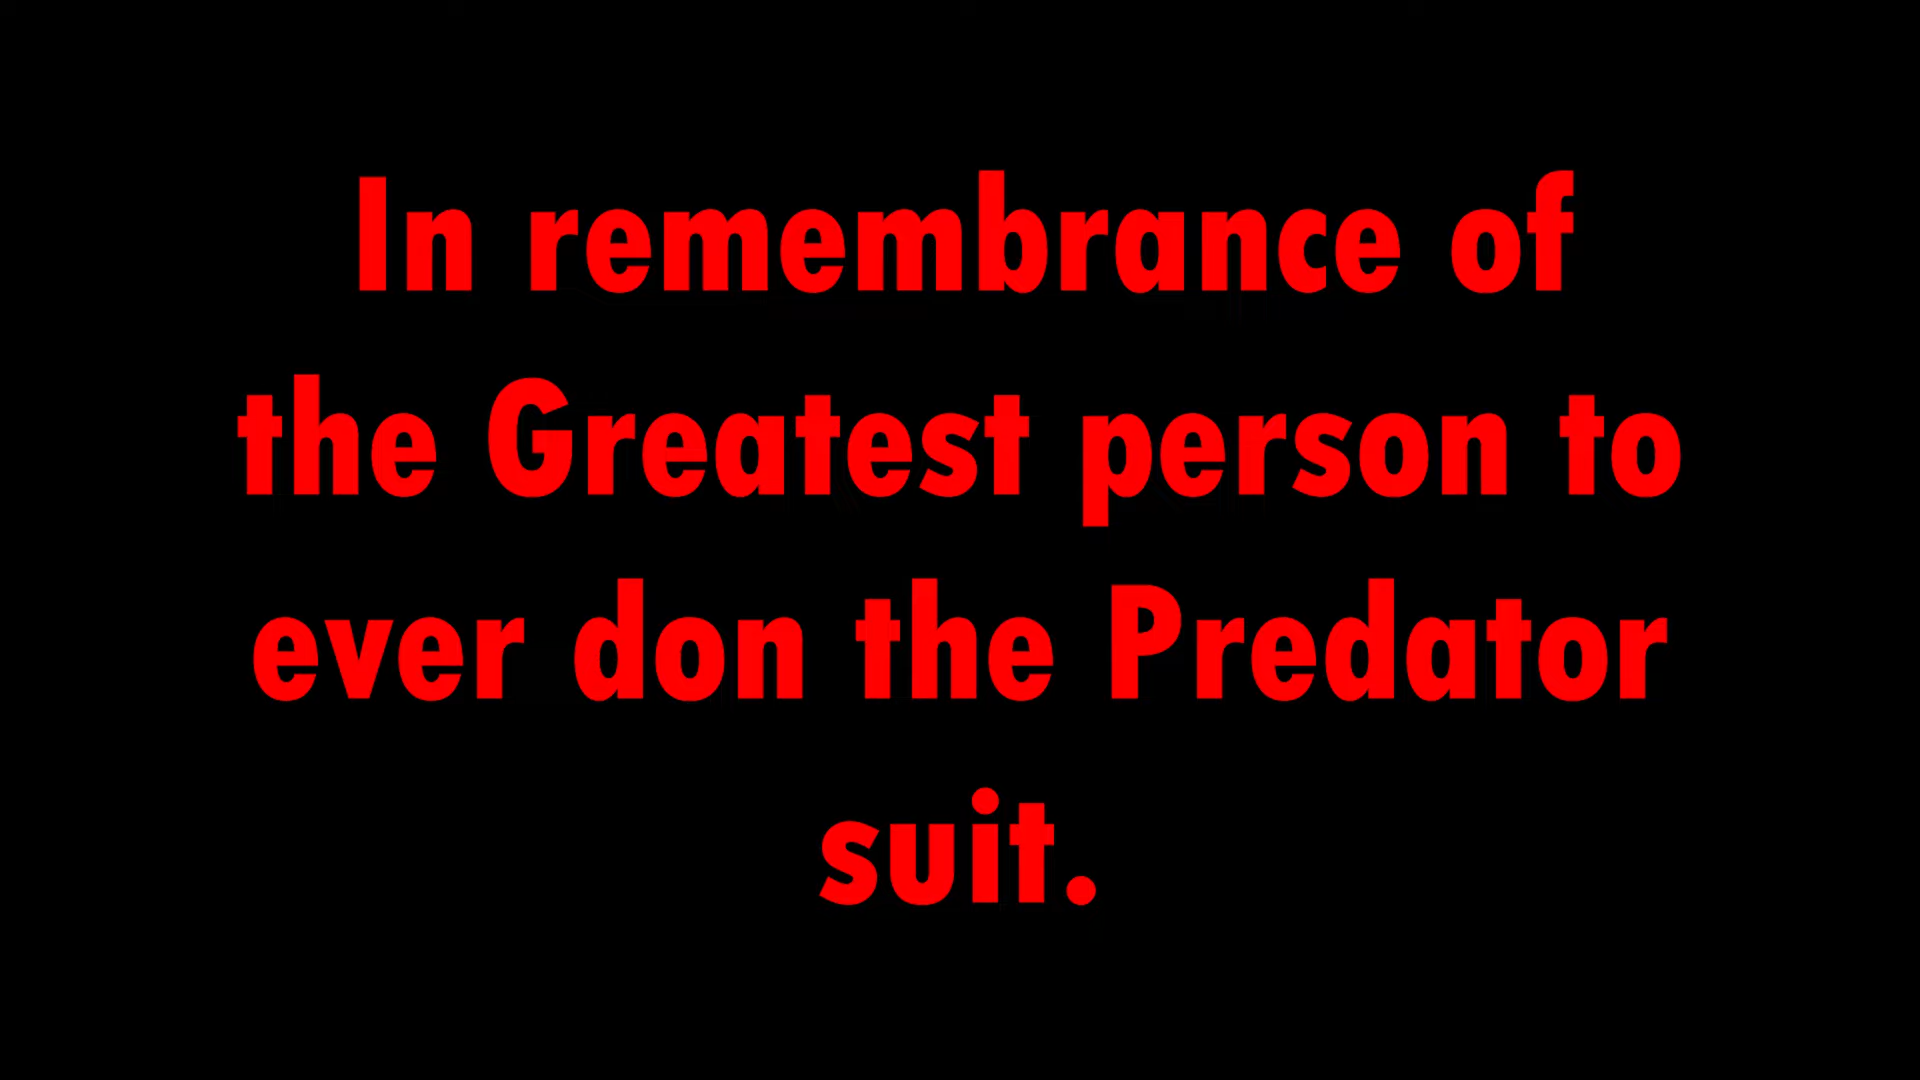 In remembrance of
the Greatest person to
ever don the Predator
suit.